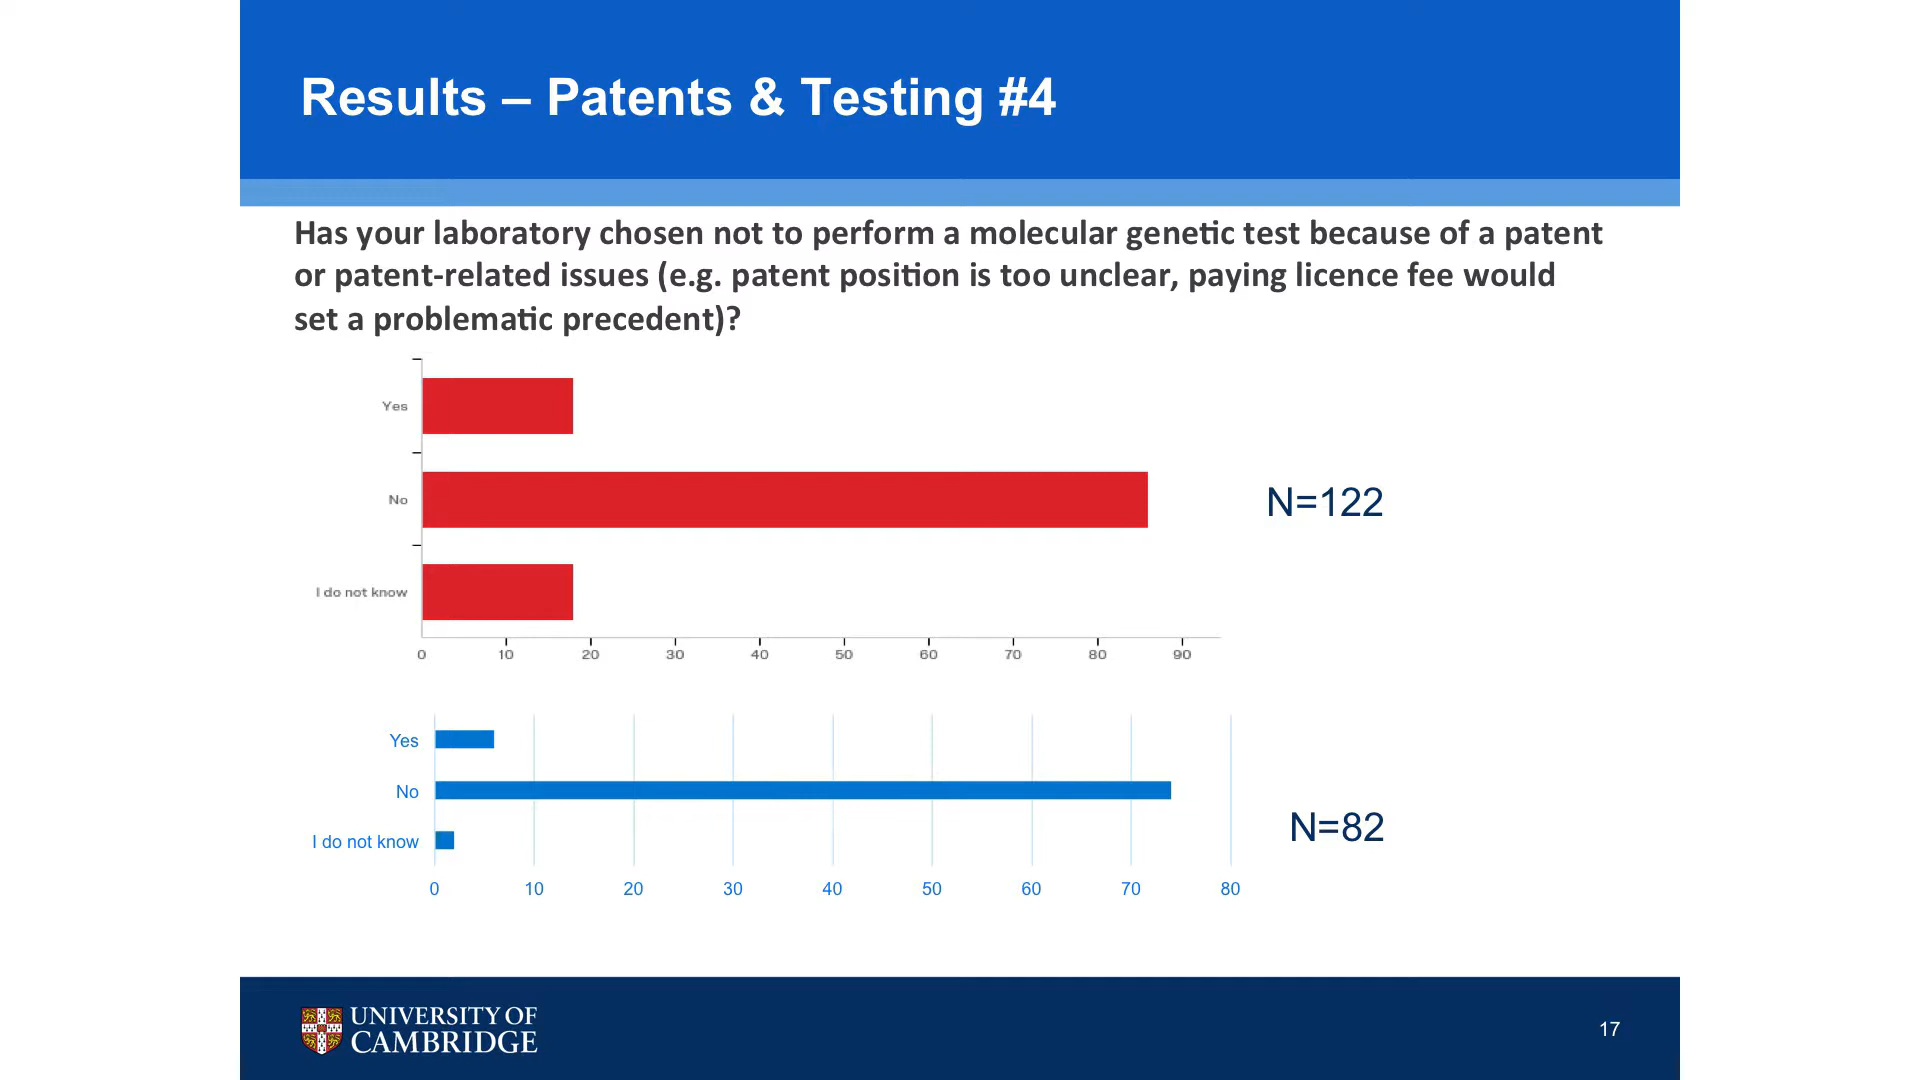 Results – Patents & Testing #4
Has your laboratory chosen not to perform a molecular genetic test because of a patent
or patent-related issues (e.g. patent position is too unclear, paying licence fee would
set a problematic precedent)?
Yes
No
I do not know
0 10 20 30 40 50 60 70 80 90
N=122
Yes
No
I do not know
0 10 20 30 40 50 60 70 80
N=82
UNIVERSITY OF
CAMBRIDGE
17